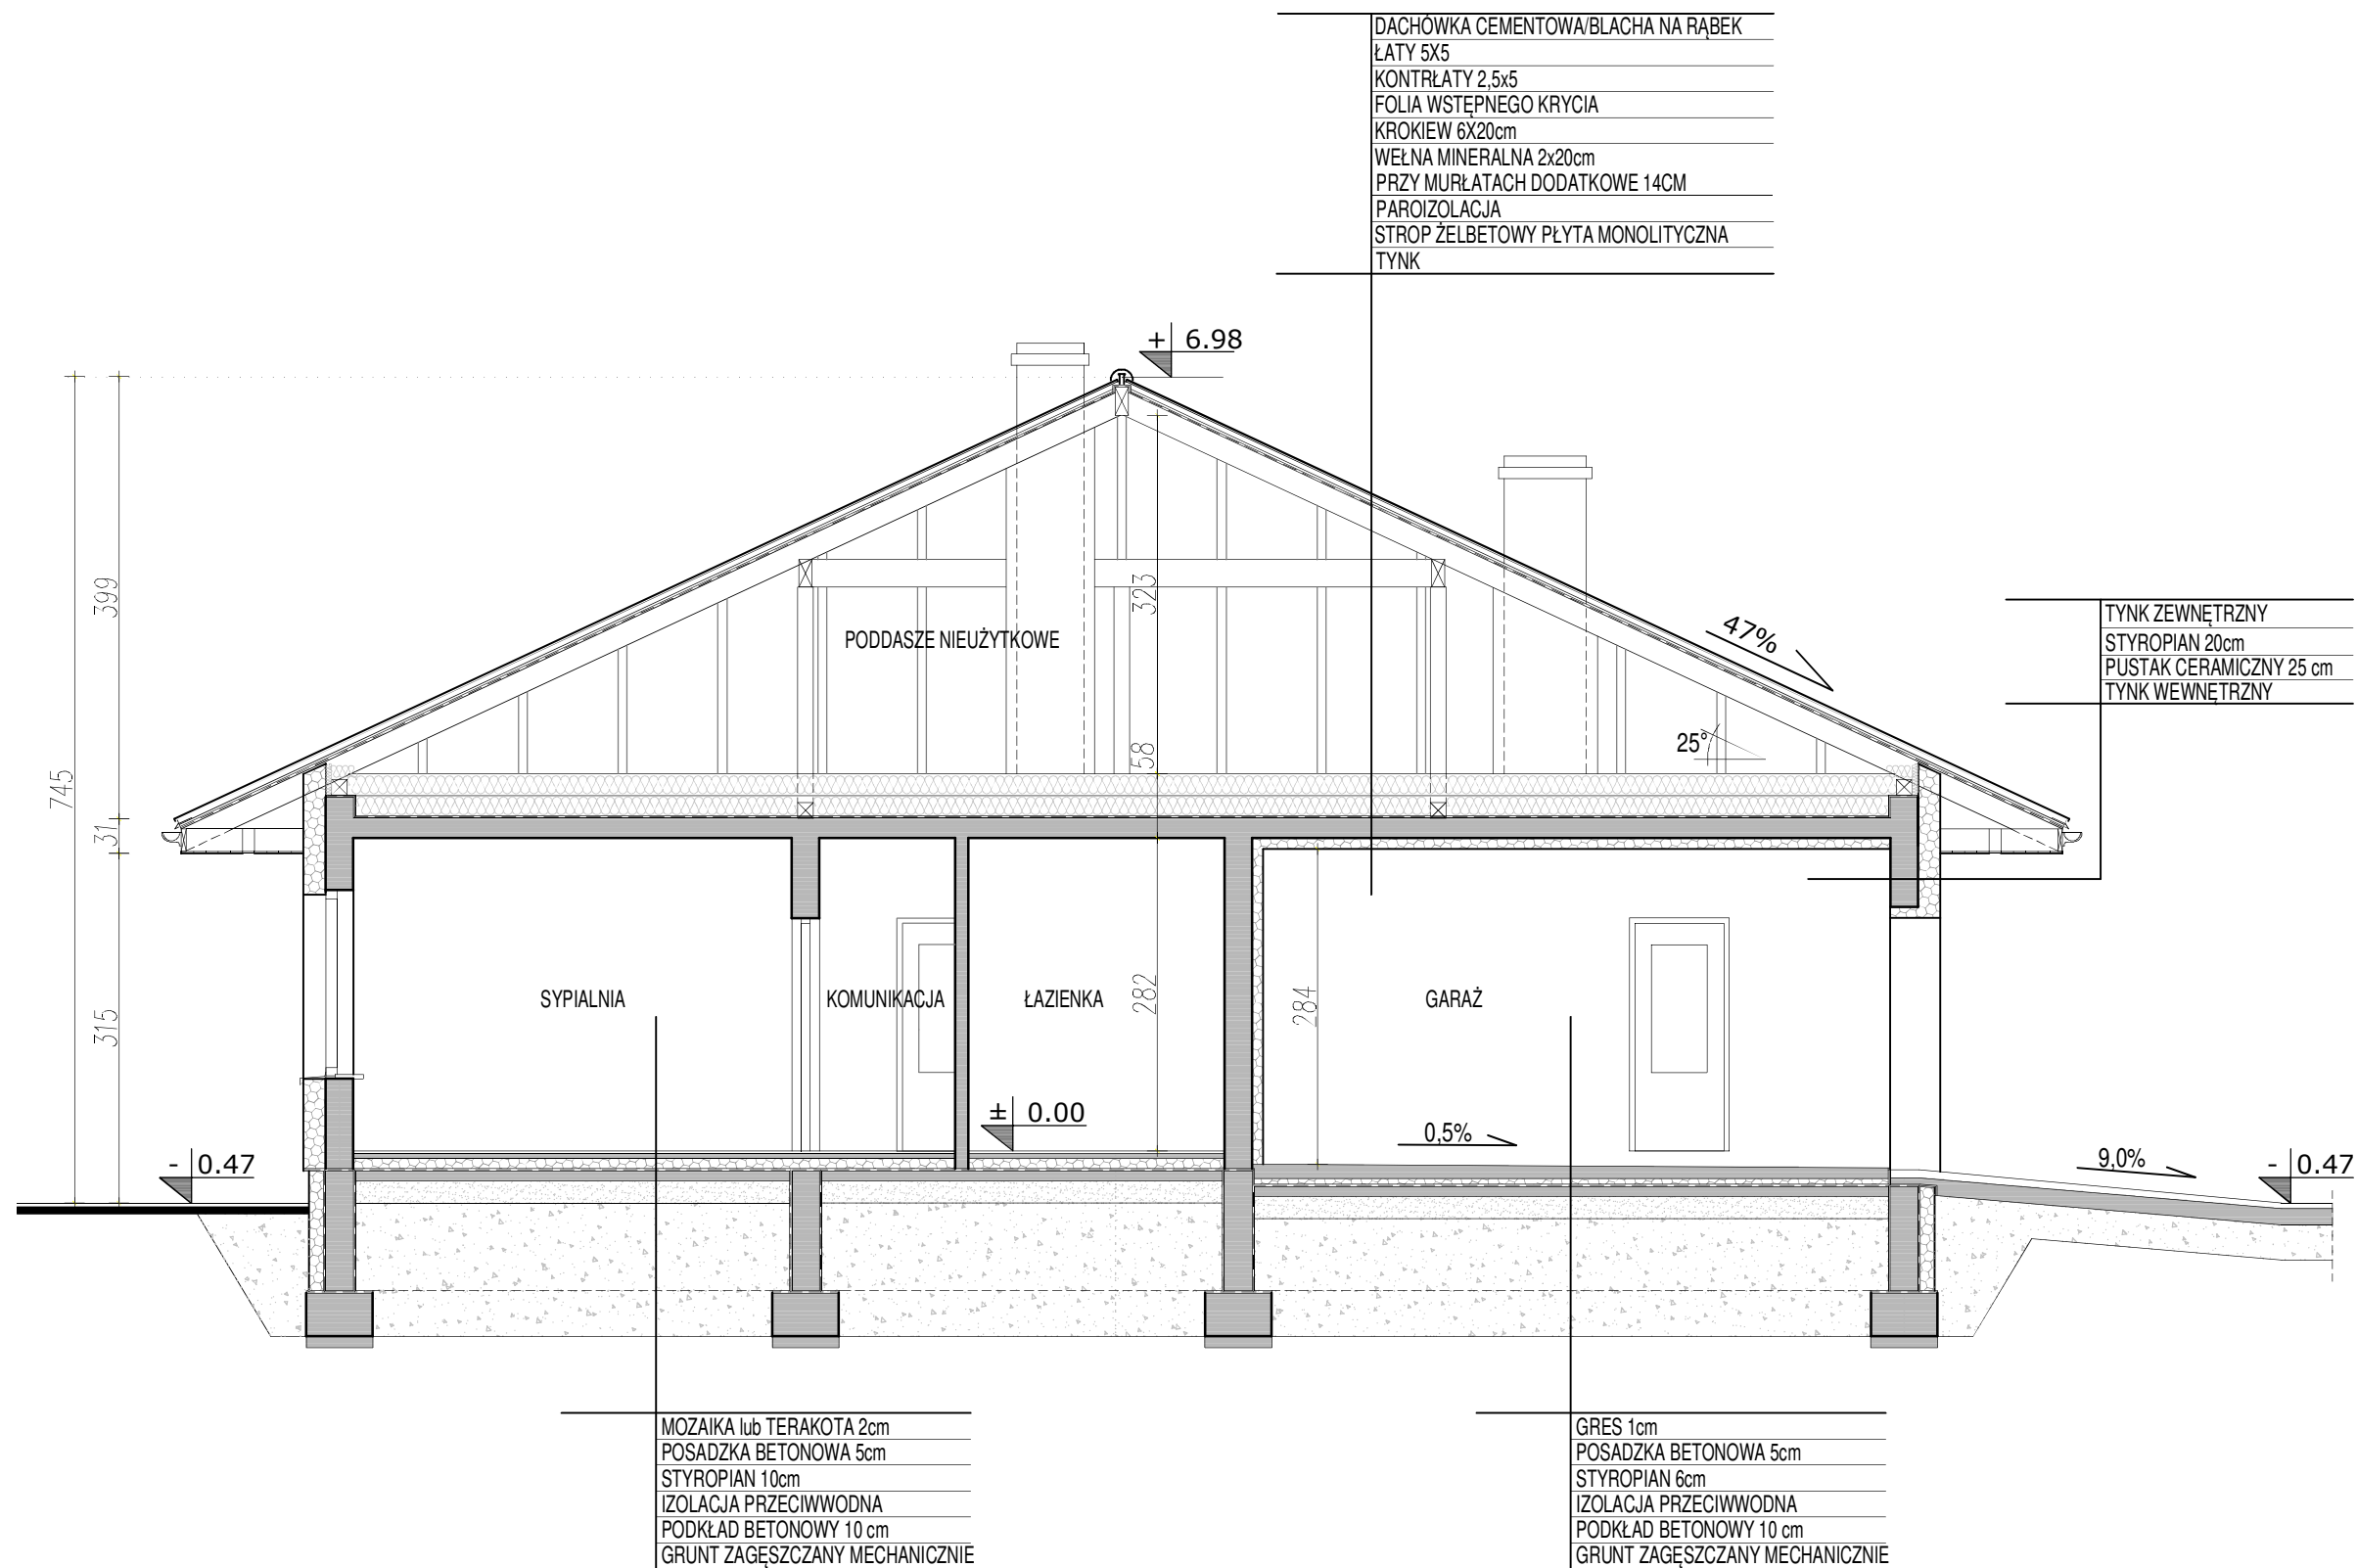 DACHÓWKA CEMENTOWA/BLACHA NA RĄBEK
ŁATY 5X5
KONTRŁATY 2,5x5
FOLIA WSTĘPNEGO KRYCIA
KROKIEW 6X20cm
WEŁNA MINERALNA 2x20cm
PRZY MURŁATACH DODATKOWE 14CM
PAROIZOLACJA
STROP ŻELBETOWY PŁYTA MONOLITYCZNA
TYNK
+ 6.98
399
323
47%
TYNK ZEWNĘTRZNY
STYROPIAN 20cm
PUSTAK CERAMICZNY 25 cm
TYNK WEWNĘTRZNY
PODDASZE NIEUŻYTKOWE
25°
58
745
31
315
SYPIALNIA
KOMUNIKACJA
ŁAZIENKA
282
284
GARAŻ
± 0.00
0,5%
- 0.47
9,0%
- 0.47
MOZAIKA lub TERAKOTA 2cm
POSADZKA BETONOWA 5cm
STYROPIAN 10cm
IZOLACJA PRZECIWWODNA
PODKŁAD BETONOWY 10 cm
GRUNT ZAGĘSZCZANY MECHANICZNIE
GRES 1cm
POSADZKA BETONOWA 5cm
STYROPIAN 6cm
IZOLACJA PRZECIWWODNA
PODKŁAD BETONOWY 10 cm
GRUNT ZAGĘSZCZANY MECHANICZNIE